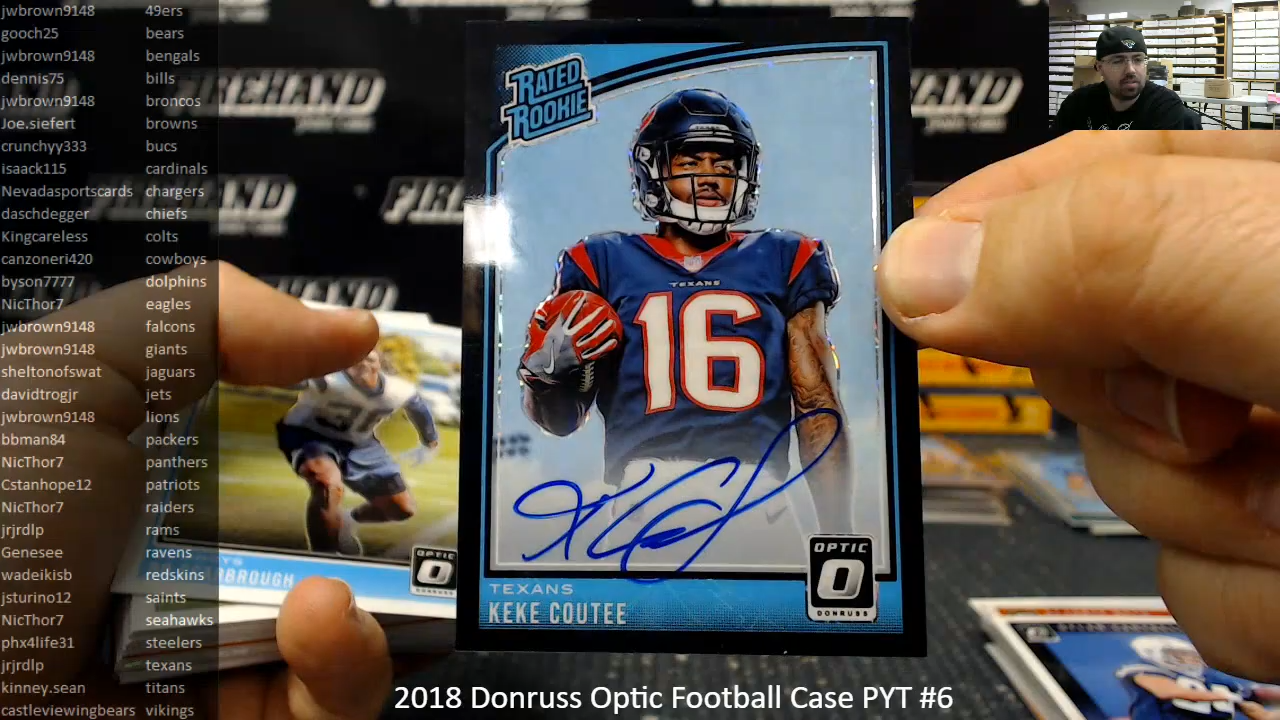 jwbrown9148 49ers
gooch25 bears
jwbrown9148 bengals
dennis75 bills
jwbrown9148 broncos
Joe.siefert browns
crunchyy333 bucs
isack115 cardinals
Nevadasportscards chargers
daschdegger chiefs
Kingcareless colts
canzoneri420 cowboys
byson7777 dolphins
NicThor7 eagles
jwbrown9148 falcons
jwbrown9148 giants
sheltonofswat jaguars
davidtrogjr jets
jwbrown9148 lions
bbman84 packers
NicThor7 panthers
Cstanhope12 patriots
NicThor7 raiders
jrjrdlp rams
Genesee ravens
wadeikisb redskins
jsturino12 saints
NicThor7 seahawks
phx4life31 steelers
jrjrdlp texans
kinney.sean titans
castleviewingbears vikings
FIREHAND
RATED
ROOKIE
TEXANS
16
OPTIC
DONRUSS
TEXANS
KEKE COUTEE
OPTIC
DONRUSS
2018 Donruss Optic Football Case PYT #6